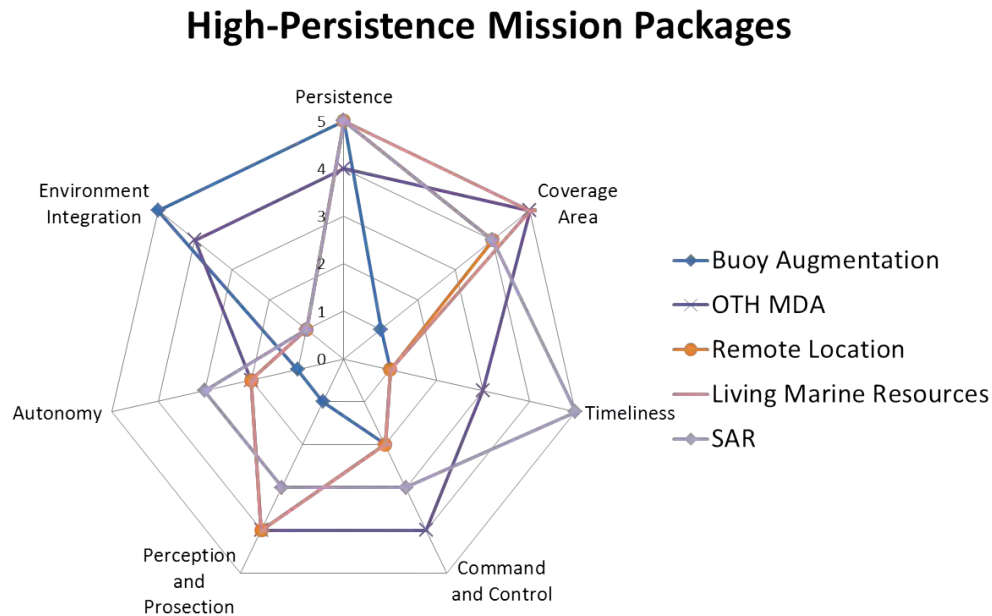 High-Persistence Mission Packages
Persistence
5
4
3
2
1
0
Coverage
Area
Timeliness
Command
and Control
Perception
and
Prosection
Autonomy
Environment
Integration
Buoy Augmentation
OTH MDA
Remote Location
Living Marine Resources
SAR